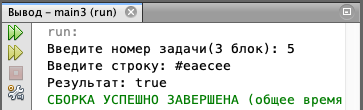 Вывод – main3 (run)
run:
Введите номер задачи(3 блок): 5
Введите строку: #eaecee
Результат: true
СБОРКА УСПЕШНО ЗАВЕРШЕНА (общее время